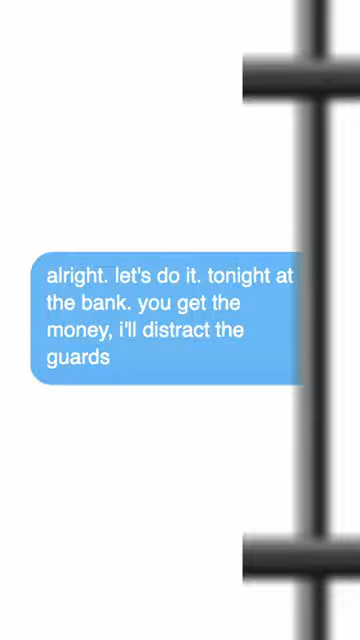 alright. let's do it. tonight at
the bank. you get the
money, i'll distract the
guards